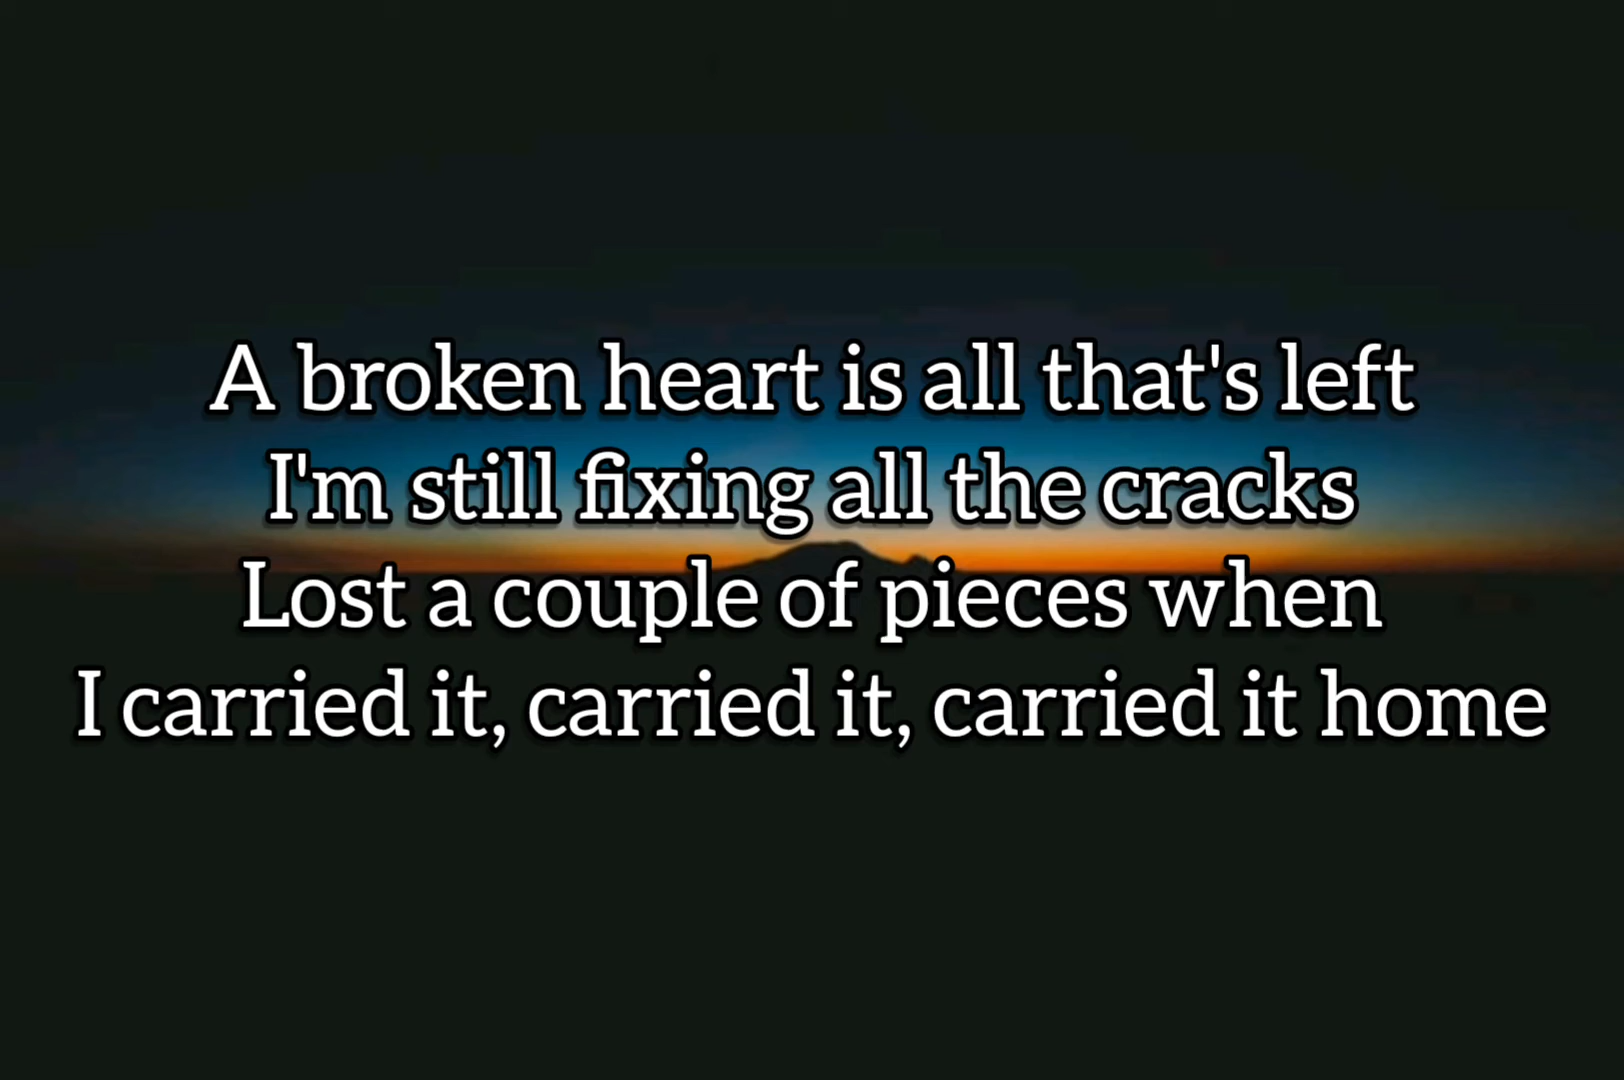 A broken heart is all that's left
I'm still fixing all the cracks
Lost a couple of pieces when
I carried it, carried it, carried it home